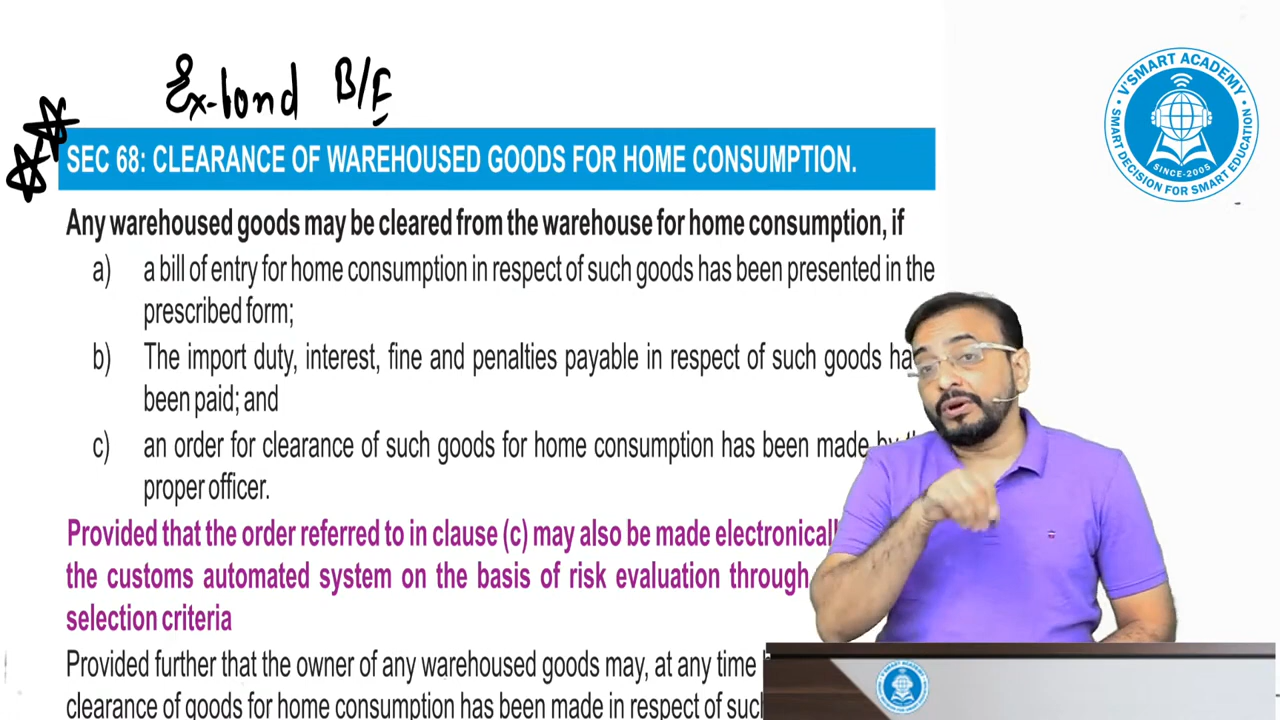 Ex-bond B/E
SEC 68: CLEARANCE OF WAREHOUSED GOODS FOR HOME CONSUMPTION.
Any warehoused goods may be cleared from the warehouse for home consumption, if
a) a bill of entry for home consumption in respect of such goods has been presented in the
prescribed form;
b) The import duty, interest, fine and penalties payable in respect of such goods
been paid; and
c) an order for clearance of such goods for home consumption has been made by
proper officer.
Provided that the order referred to in clause (c) may also be made
the customs automated system on the basis of risk evaluation through
selection criteria
Provided further that the owner of any warehoused goods may, at any time
clearance of goods for home consumption has been made in respect of
V'SMART ACADEMY
SINCE-2005
SMART DECISION FOR SMART EDUCATION